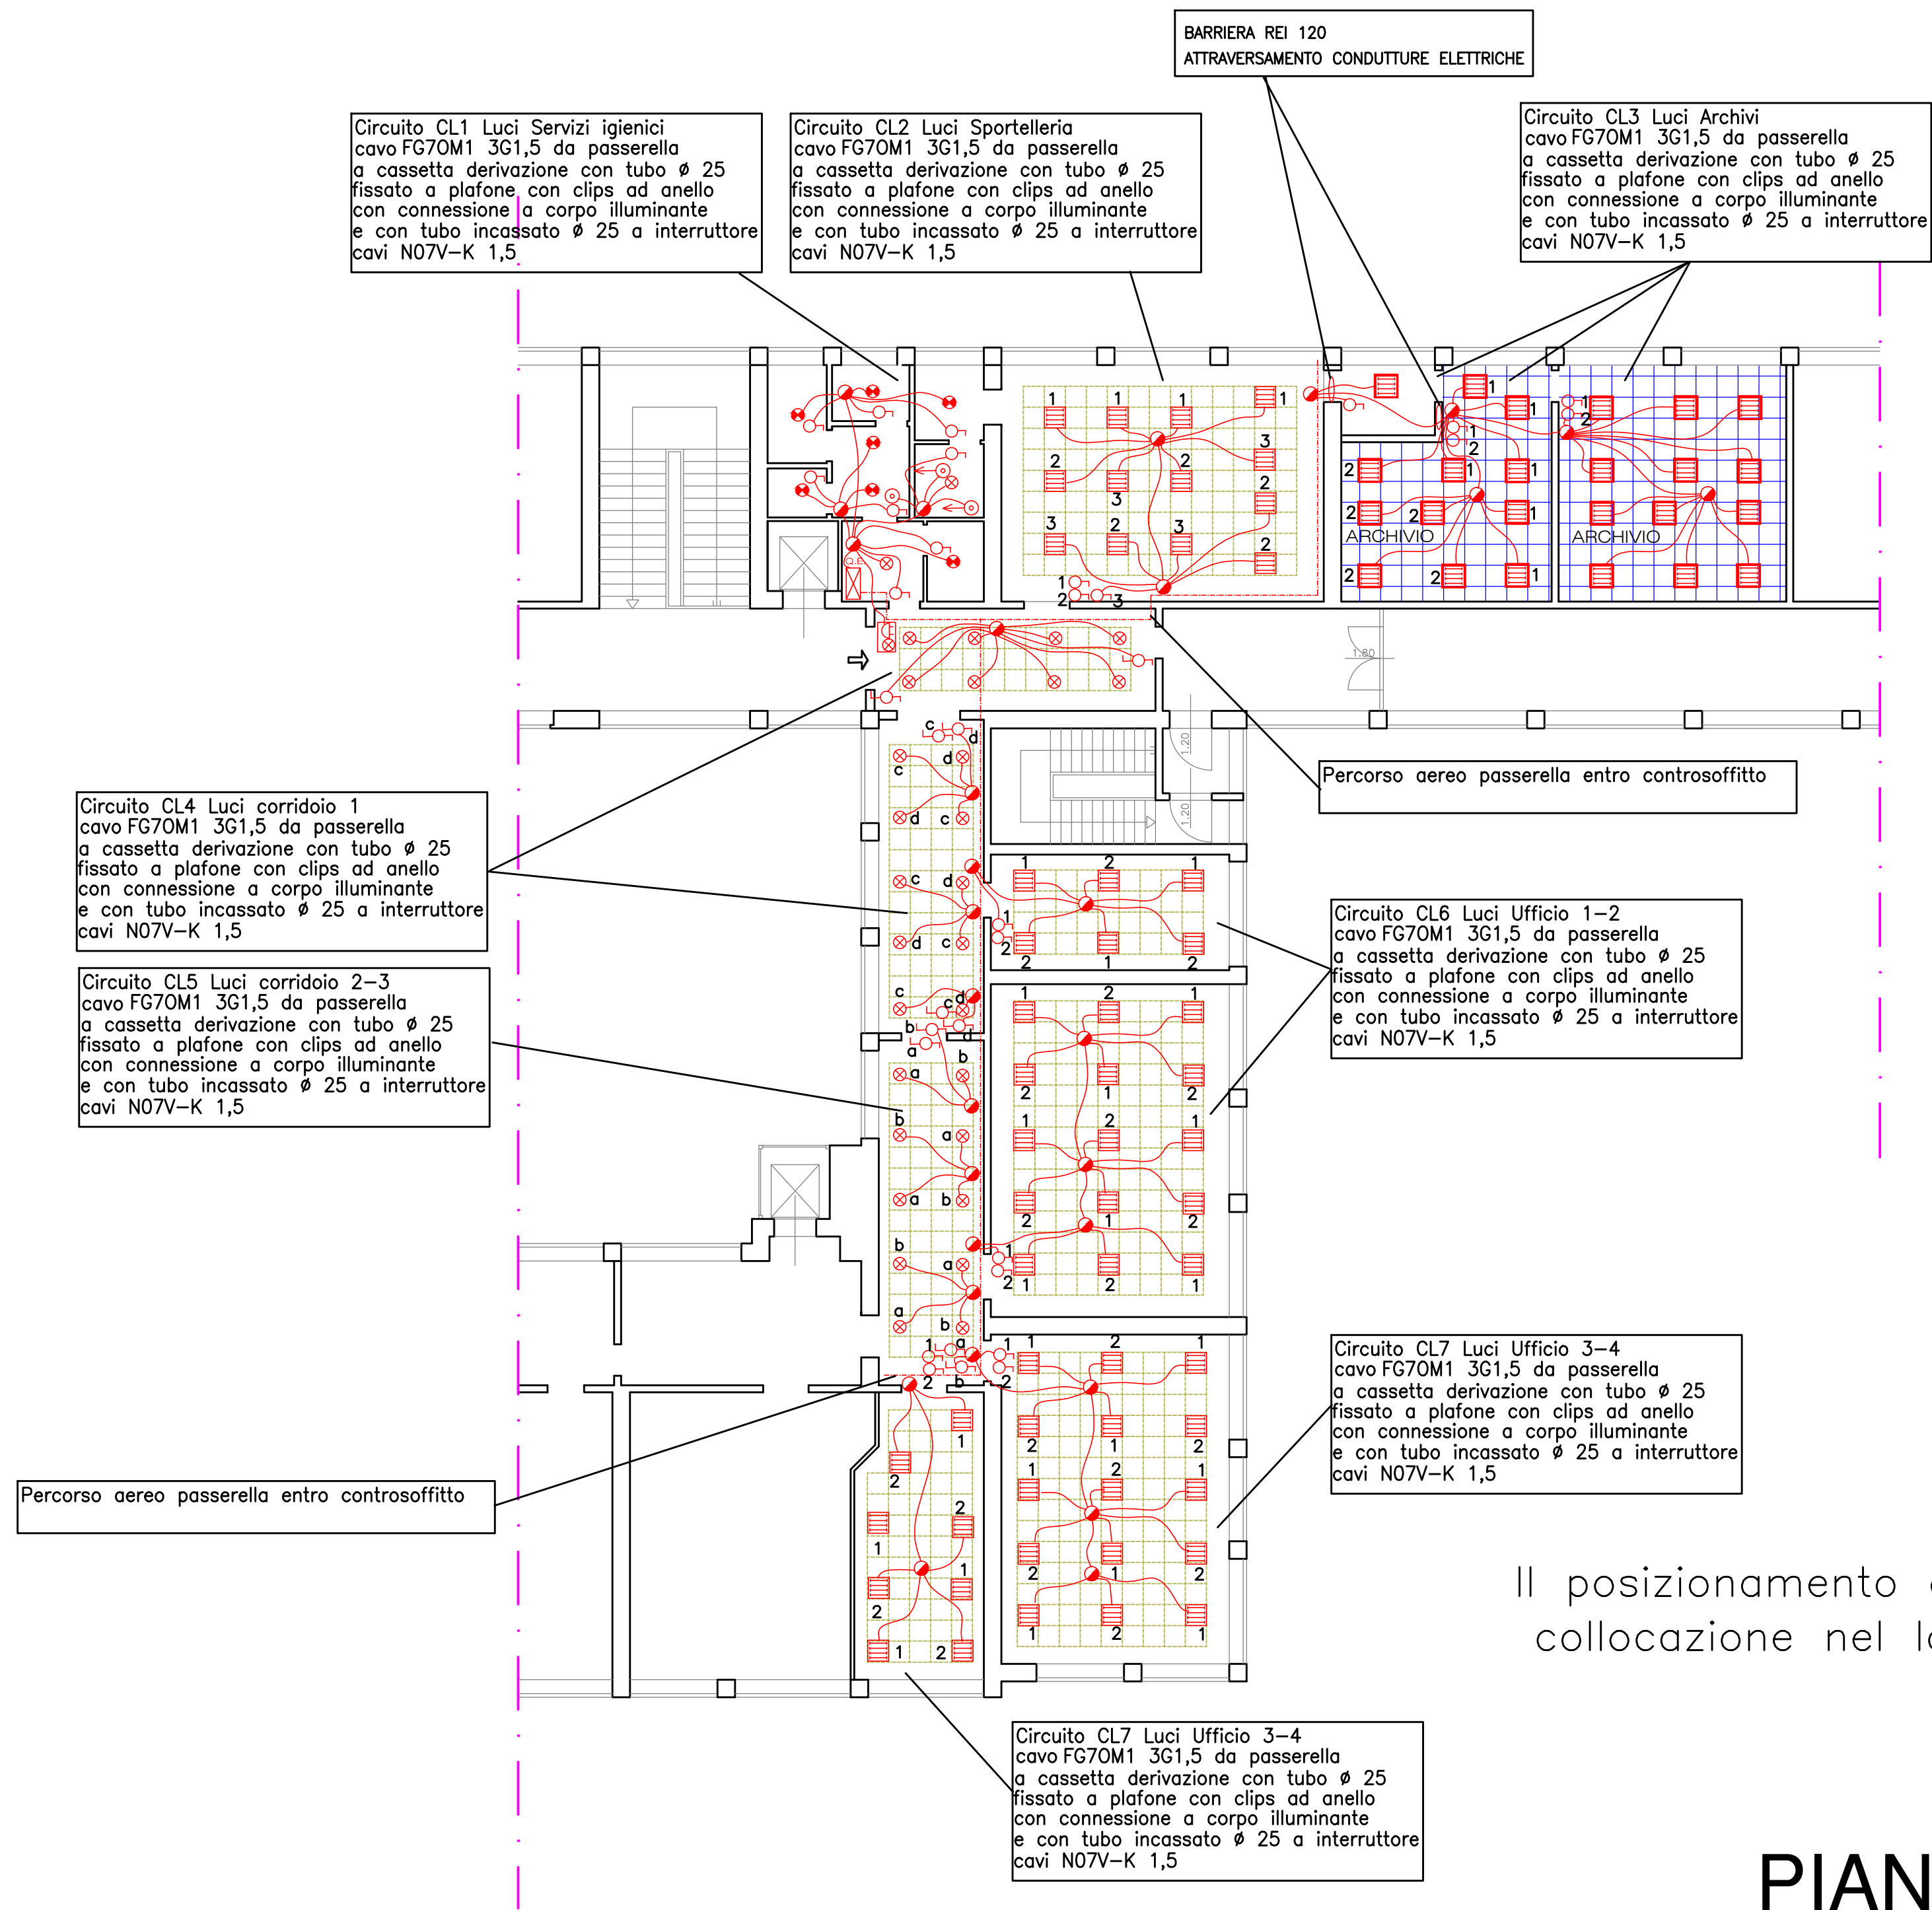 BARRIERA REI 120
ATTRAVERSAMENTO CONDUTTURE ELETTRICHE
Circuito CL1 Luci Servizi igienici
cavo FG7OM1 3G1,5 da passerella
a cassetta derivazione con tubo ø 25
fissato a plafone con clips ad anello
con connessione a corpo illuminante
e con tubo incassato ø 25 a interruttore
cavi N07V-K 1,5
Circuito CL2 Luci Sportelleria
cavo FG7OM1 3G1,5 da passerella
a cassetta derivazione con tubo ø 25
fissato a plafone con clips ad anello
con connessione a corpo illuminante
e con tubo incassato ø 25 a interruttore
cavi N07V-K 1,5
Circuito CL3 Luci Archivi
cavo FG7OM1 3G1,5 da passerella
a cassetta derivazione con tubo ø 25
fissato a plafone con clips ad anello
con connessione a corpo illuminante
e con tubo incassato ø 25 a interruttore
cavi N07V-K 1,5
ARCHIVIO
ARCHIVIO
Q.E.
1.80
1.20
1.20
Percorso aereo passerella entro controsoffitto
Circuito CL4 Luci corridoio 1
cavo FG7OM1 3G1,5 da passerella
a cassetta derivazione con tubo ø 25
fissato a plafone con clips ad anello
con connessione a corpo illuminante
e con tubo incassato ø 25 a interruttore
cavi N07V-K 1,5
Circuito CL5 Luci corridoio 2-3
cavo FG7OM1 3G1,5 da passerella
a cassetta derivazione con tubo ø 25
fissato a plafone con clips ad anello
con connessione a corpo illuminante
e con tubo incassato ø 25 a interruttore
cavi N07V-K 1,5
Circuito CL6 Luci Ufficio 1-2
cavo FG7OM1 3G1,5 da passerella
a cassetta derivazione con tubo ø 25
fissato a plafone con clips ad anello
con connessione a corpo illuminante
e con tubo incassato ø 25 a interruttore
cavi N07V-K 1,5
Circuito CL7 Luci Ufficio 3-4
cavo FG7OM1 3G1,5 da passerella
a cassetta derivazione con tubo ø 25
fissato a plafone con clips ad anello
con connessione a corpo illuminante
e con tubo incassato ø 25 a interruttore
cavi N07V-K 1,5
Percorso aereo passerella entro controsoffitto
Il posizionamento
collocazione nel
Circuito CL7 Luci Ufficio 3-4
cavo FG7OM1 3G1,5 da passerella
a cassetta derivazione con tubo ø 25
fissato a plafone con clips ad anello
con connessione a corpo illuminante
e con tubo incassato ø 25 a interruttore
cavi N07V-K 1,5
PIAN